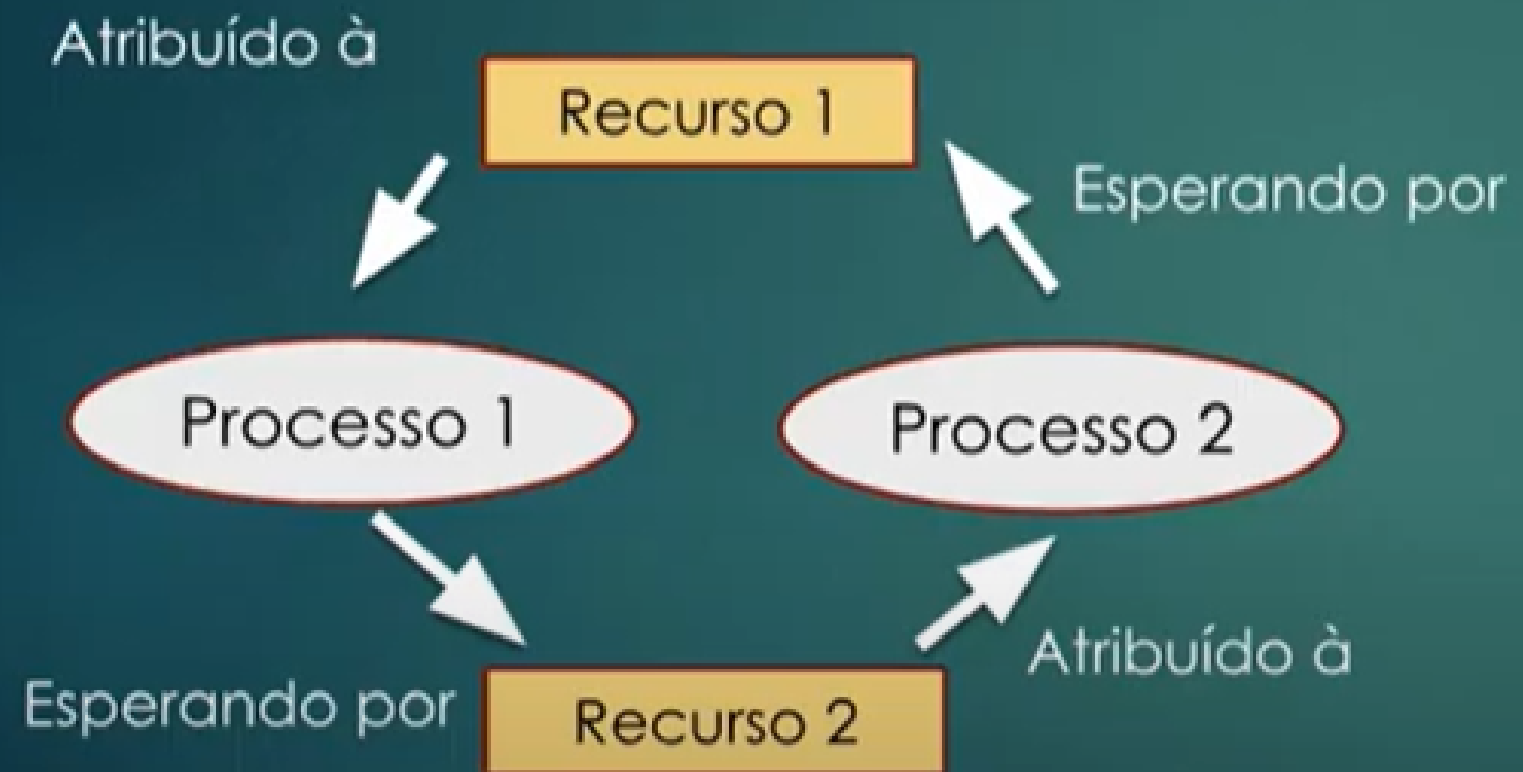 Atribuído à
Recurso 1
Esperando por
Processo 1
Processo 2
Atribuído à
Esperando por
Recurso 2